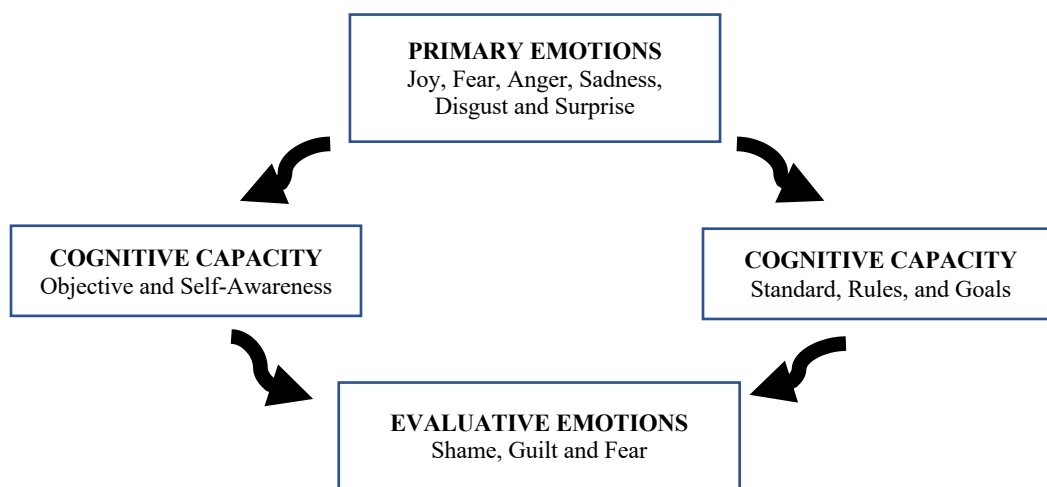 PRIMARY EMOTIONS
Joy, Fear, Anger, Sadness,
Disgust and Surprise
COGNITIVE CAPACITY
Objective and Self-Awareness
COGNITIVE CAPACITY
Standard, Rules, and Goals
EVALUATIVE EMOTIONS
Shame, Guilt and Fear